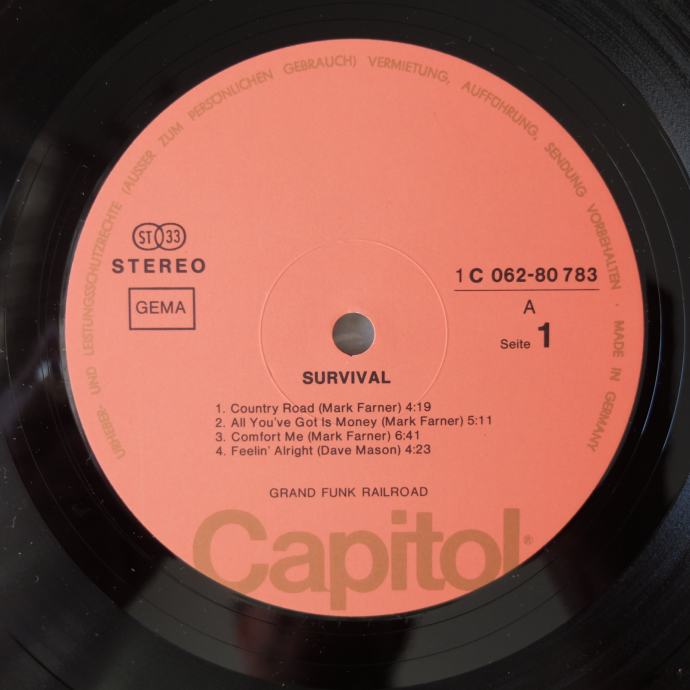 URHEBER- UND LEISTUNGSSCHUTZRECHTE (AUSSER ZUM PERSÖNLICHEN GEBRAUCH) VERMIETUNG, AUFFÜHRUNG, SENDUNG VORBEHALTEN · MADE IN GERMANY
ST 33
STEREO
GEMA
1 C 062-80 783
A
Seite 1
SURVIVAL
1. Country Road (Mark Farner) 4:19
2. All You've Got Is Money (Mark Farner) 5:11
3. Comfort Me (Mark Farner) 6:41
4. Feelin' Alright (Dave Mason) 4:23
GRAND FUNK RAILROAD
Capitol®